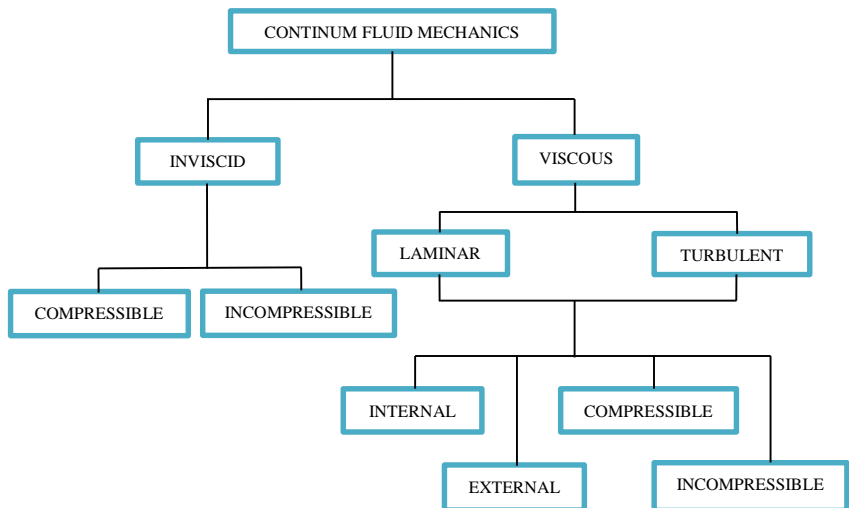 CONTINUM FLUID MECHANICS
INVISCID
VISCOUS
LAMINAR
TURBULENT
COMPRESSIBLE
INCOMPRESSIBLE
INTERNAL
COMPRESSIBLE
EXTERNAL
INCOMPRESSIBLE